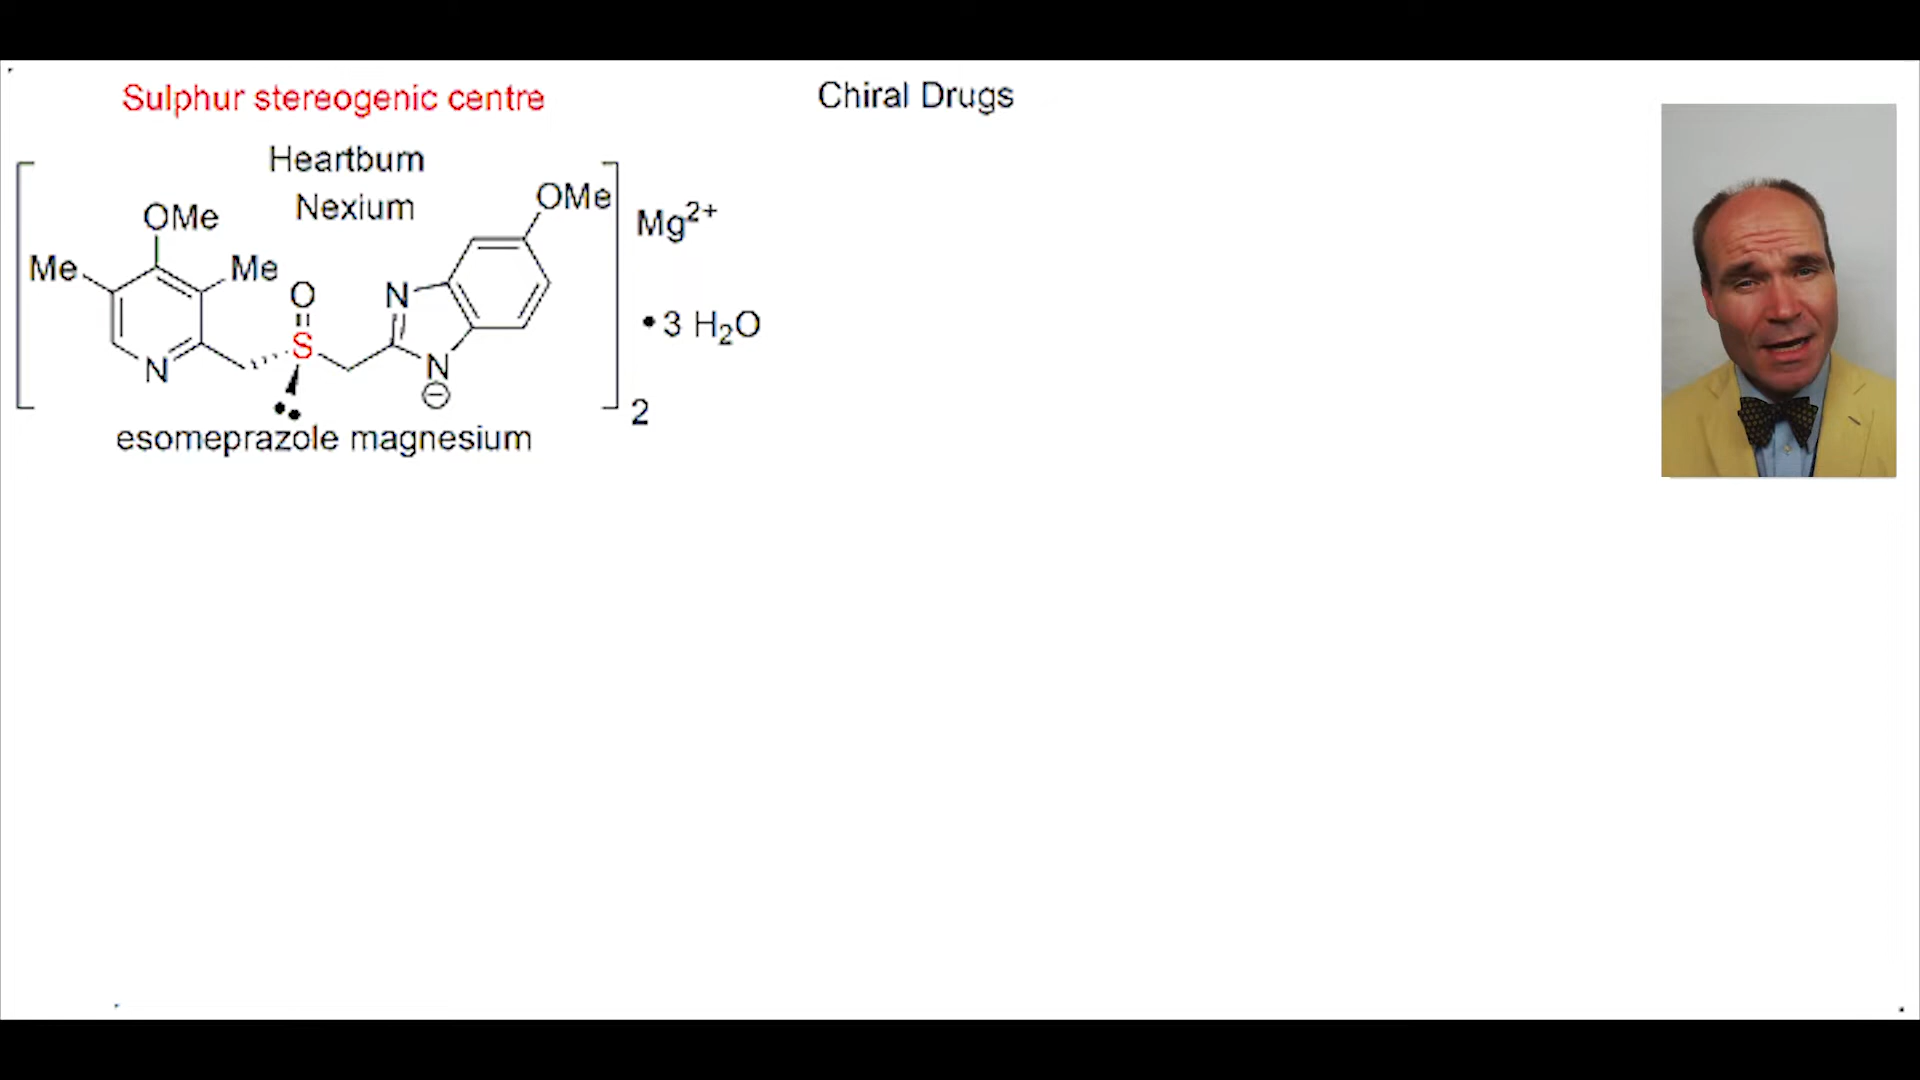 Sulphur stereogenic centre
Chiral Drugs
Heartburn
Nexium
OMe
OMe
Mg2+
Me
Me
O
N
• 3 H2O
S
N
N
⊖
2
esomeprazole magnesium